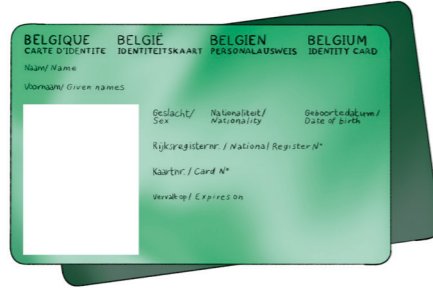 BELGIQUE BELGIË BELGIEN BELGIUM
CARTE D'IDENTITE IDENTITEITSKAART PERSONALAUSWEIS IDENTITY CARD
Naam/ Name
Voornaam/ Given names
Geslacht/ Nationaliteit/ Geboortedatum/
Sex Nationality Date of birth
Rijksregisternr. / National Register N°
Kaartnr. / Card N°
Vervalt op/ Expires on